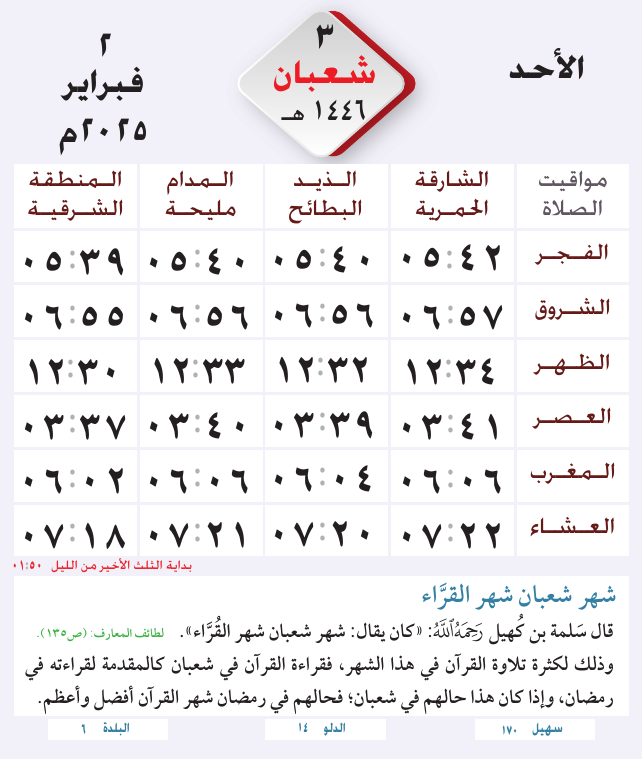 الأحد
٣
شعبان
١٤٤٦ هـ
٢
فبراير
٢٠٢٥م
مواقيت الصلاة | الشارقة الحمرية | الذيد البطائح | المدام مليحة | المنطقة الشرقية
الفجر ٠٥:٤٢ ٠٥:٤٠ ٠٥:٤٠ ٠٥:٣٩
الشروق ٠٦:٥٧ ٠٦:٥٦ ٠٦:٥٦ ٠٦:٥٥
الظهر ١٢:٣٤ ١٢:٣٢ ١٢:٣٣ ١٢:٣٠
العصر ٠٣:٤١ ٠٣:٣٩ ٠٣:٤٠ ٠٣:٣٧
المغرب ٠٦:٠٦ ٠٦:٠٤ ٠٦:٠٦ ٠٦:٠٢
العشاء ٠٧:٢٢ ٠٧:٢٠ ٠٧:٢١ ٠٧:١٨
بداية الثلث الأخير من الليل ٠١:٥٠
شهر شعبان شهر القرَّاء
قال سَلمة بن كُهيل رَحِمَهُ اللَّهُ: «كان يقال: شهر شعبان شهر القُرَّاء». لطائف المعارف: (ص١٣٥).
وذلك لكثرة تلاوة القرآن في هذا الشهر، فقراءة القرآن في شعبان كالمقدمة لقراءته في
رمضان، وإذا كان هذا حالهم في شعبان؛ فحالهم في رمضان شهر القرآن أفضل وأعظم.
سهيل ١٧٠ الدلو ١٤ البلدة ٦